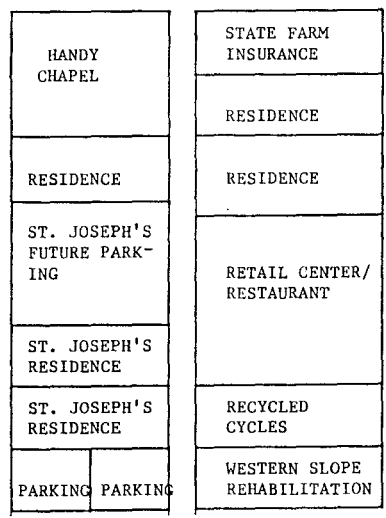 HANDY
CHAPEL
RESIDENCE
ST. JOSEPH'S
FUTURE PARK-
ING
ST. JOSEPH'S
RESIDENCE
ST. JOSEPH'S
RESIDENCE
PARKING PARKING
STATE FARM
INSURANCE
RESIDENCE
RESIDENCE
RETAIL CENTER/
RESTAURANT
RECYCLED
CYCLES
WESTERN SLOPE
REHABILITATION